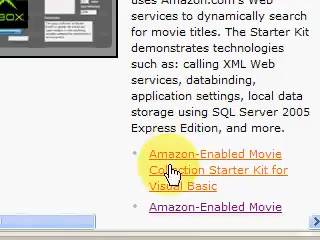 uses Amazon.com's Web
services to dynamically search
for movie titles. The Starter Kit
demonstrates technologies
such as: calling XML Web
services, databinding,
application settings, local data
storage using SQL Server 2005
Express Edition, and more.
Amazon-Enabled Movie
Collection Starter Kit for
Visual Basic
Amazon-Enabled Movie